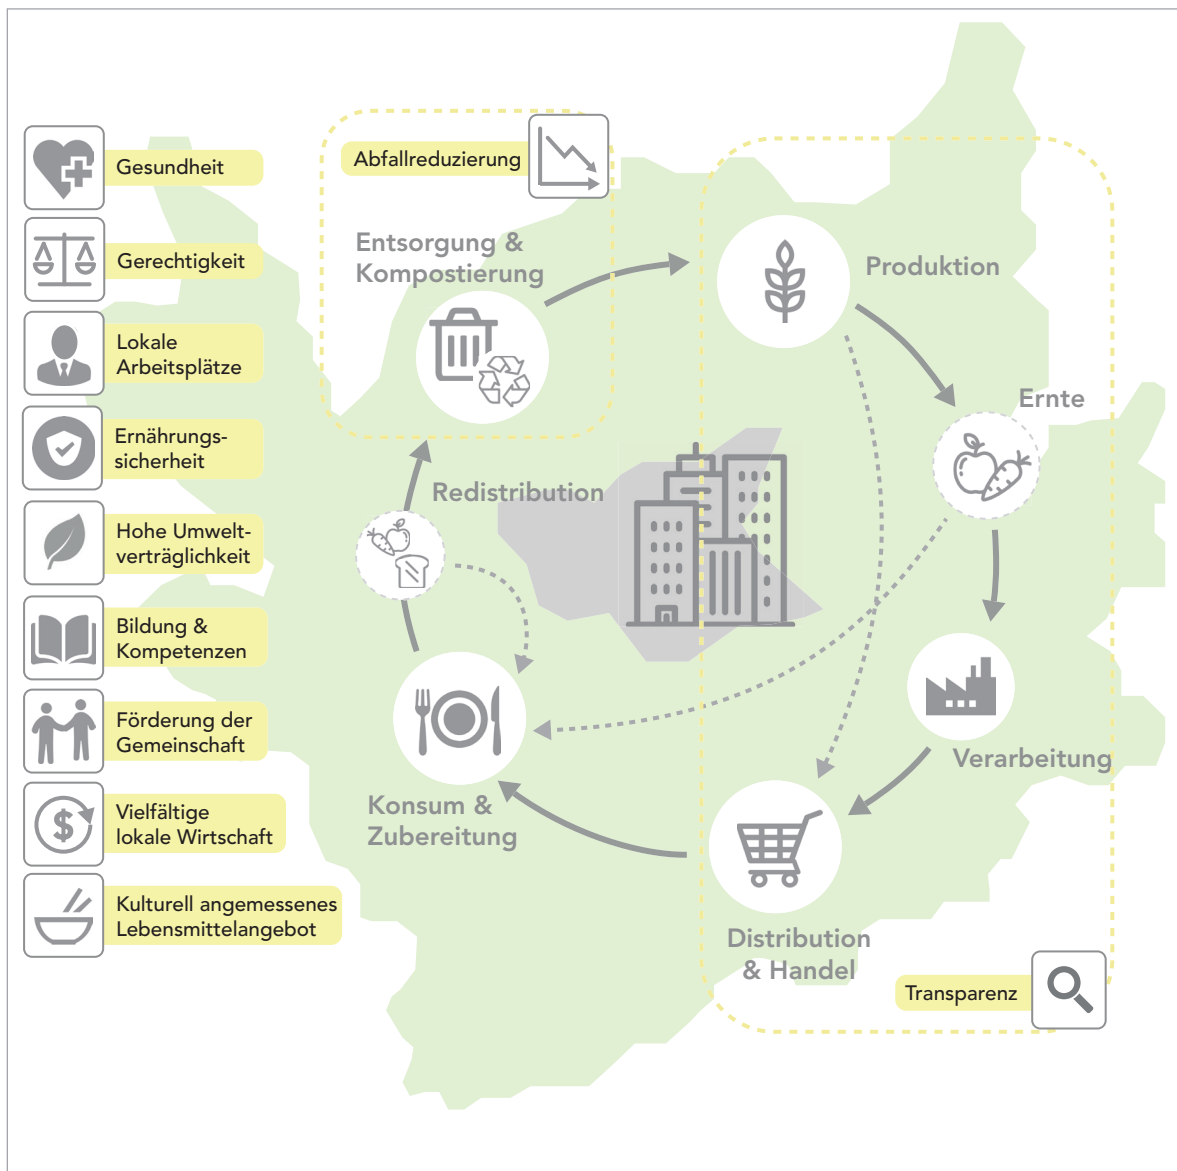 Gesundheit
Gerechtigkeit
Lokale
Arbeitsplätze
Ernährungs-
sicherheit
Hohe Umwelt-
verträglichkeit
Bildung &
Kompetenzen
Förderung der
Gemeinschaft
Vielfältige
lokale Wirtschaft
Kulturell angemessenes
Lebensmittelangebot
Abfallreduzierung
Entsorgung &
Kompostierung
Produktion
Ernte
Redistribution
Verarbeitung
Konsum &
Zubereitung
Distribution
& Handel
Transparenz
$